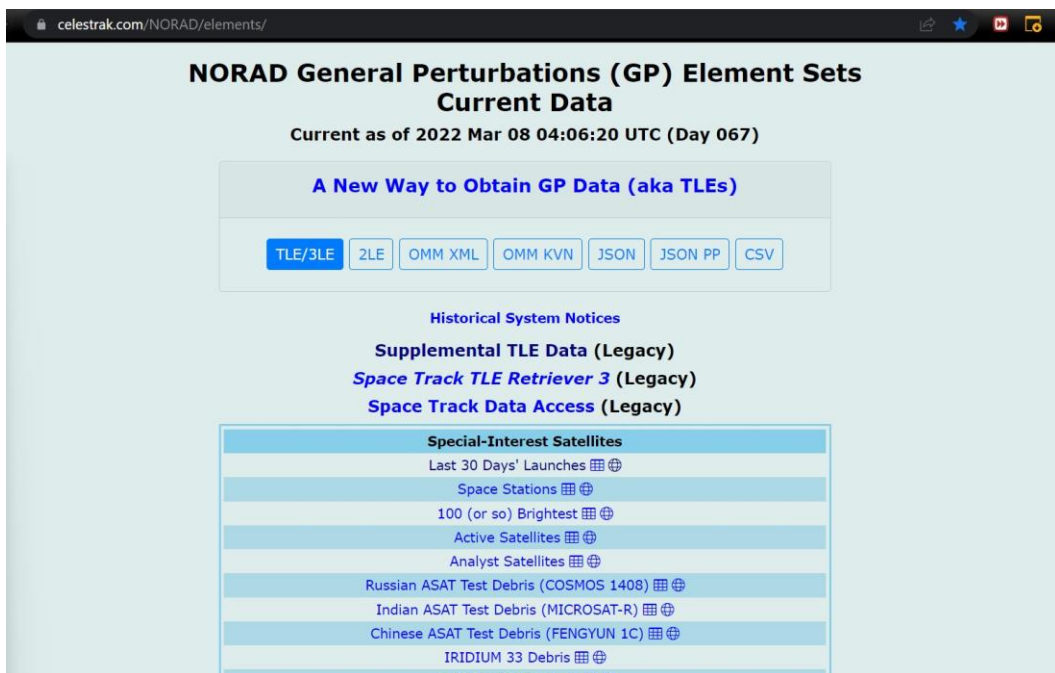 celestrak.com/NORAD/elements/
NORAD General Perturbations (GP) Element Sets
Current Data
Current as of 2022 Mar 08 04:06:20 UTC (Day 067)
A New Way to Obtain GP Data (aka TLEs)
TLE/3LE 2LE OMM XML OMM KVN JSON JSON PP CSV
Historical System Notices
Supplemental TLE Data (Legacy)
Space Track TLE Retriever 3 (Legacy)
Space Track Data Access (Legacy)
Special-Interest Satellites
Last 30 Days' Launches
Space Stations
100 (or so) Brightest
Active Satellites
Analyst Satellites
Russian ASAT Test Debris (COSMOS 1408)
Indian ASAT Test Debris (MICROSAT-R)
Chinese ASAT Test Debris (FENGYUN 1C)
IRIDIUM 33 Debris